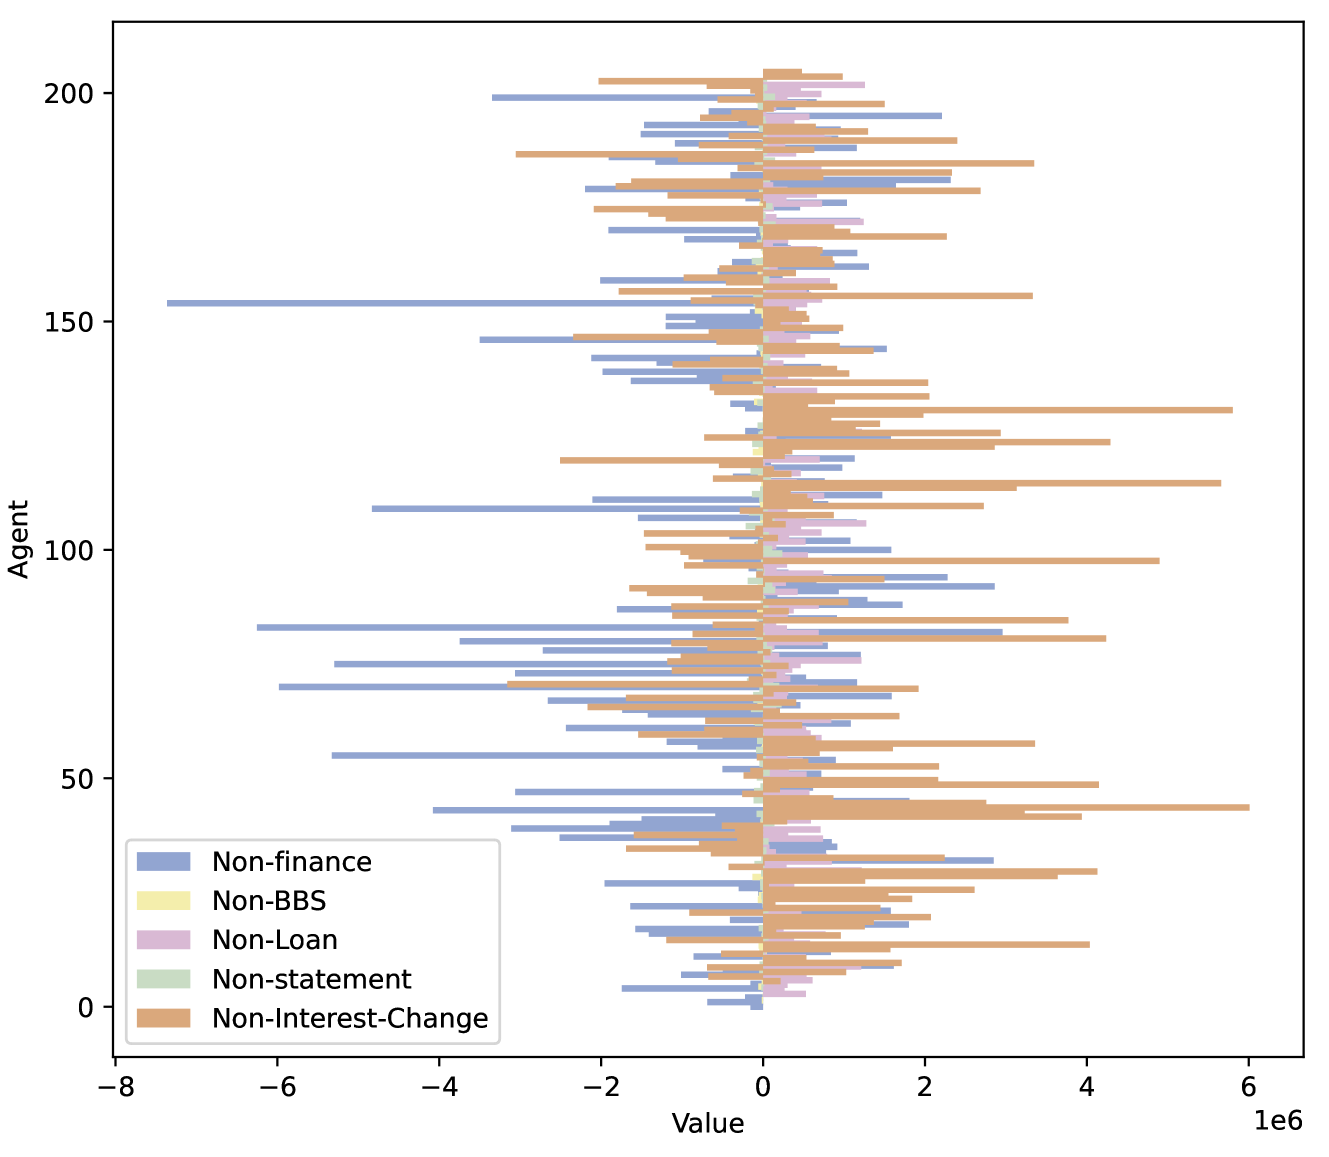 200
150
100
50
0
Agent
Non-finance
Non-BBS
Non-Loan
Non-statement
Non-Interest-Change
−8 −6 −4 −2 0 2 4 6
1e6
Value